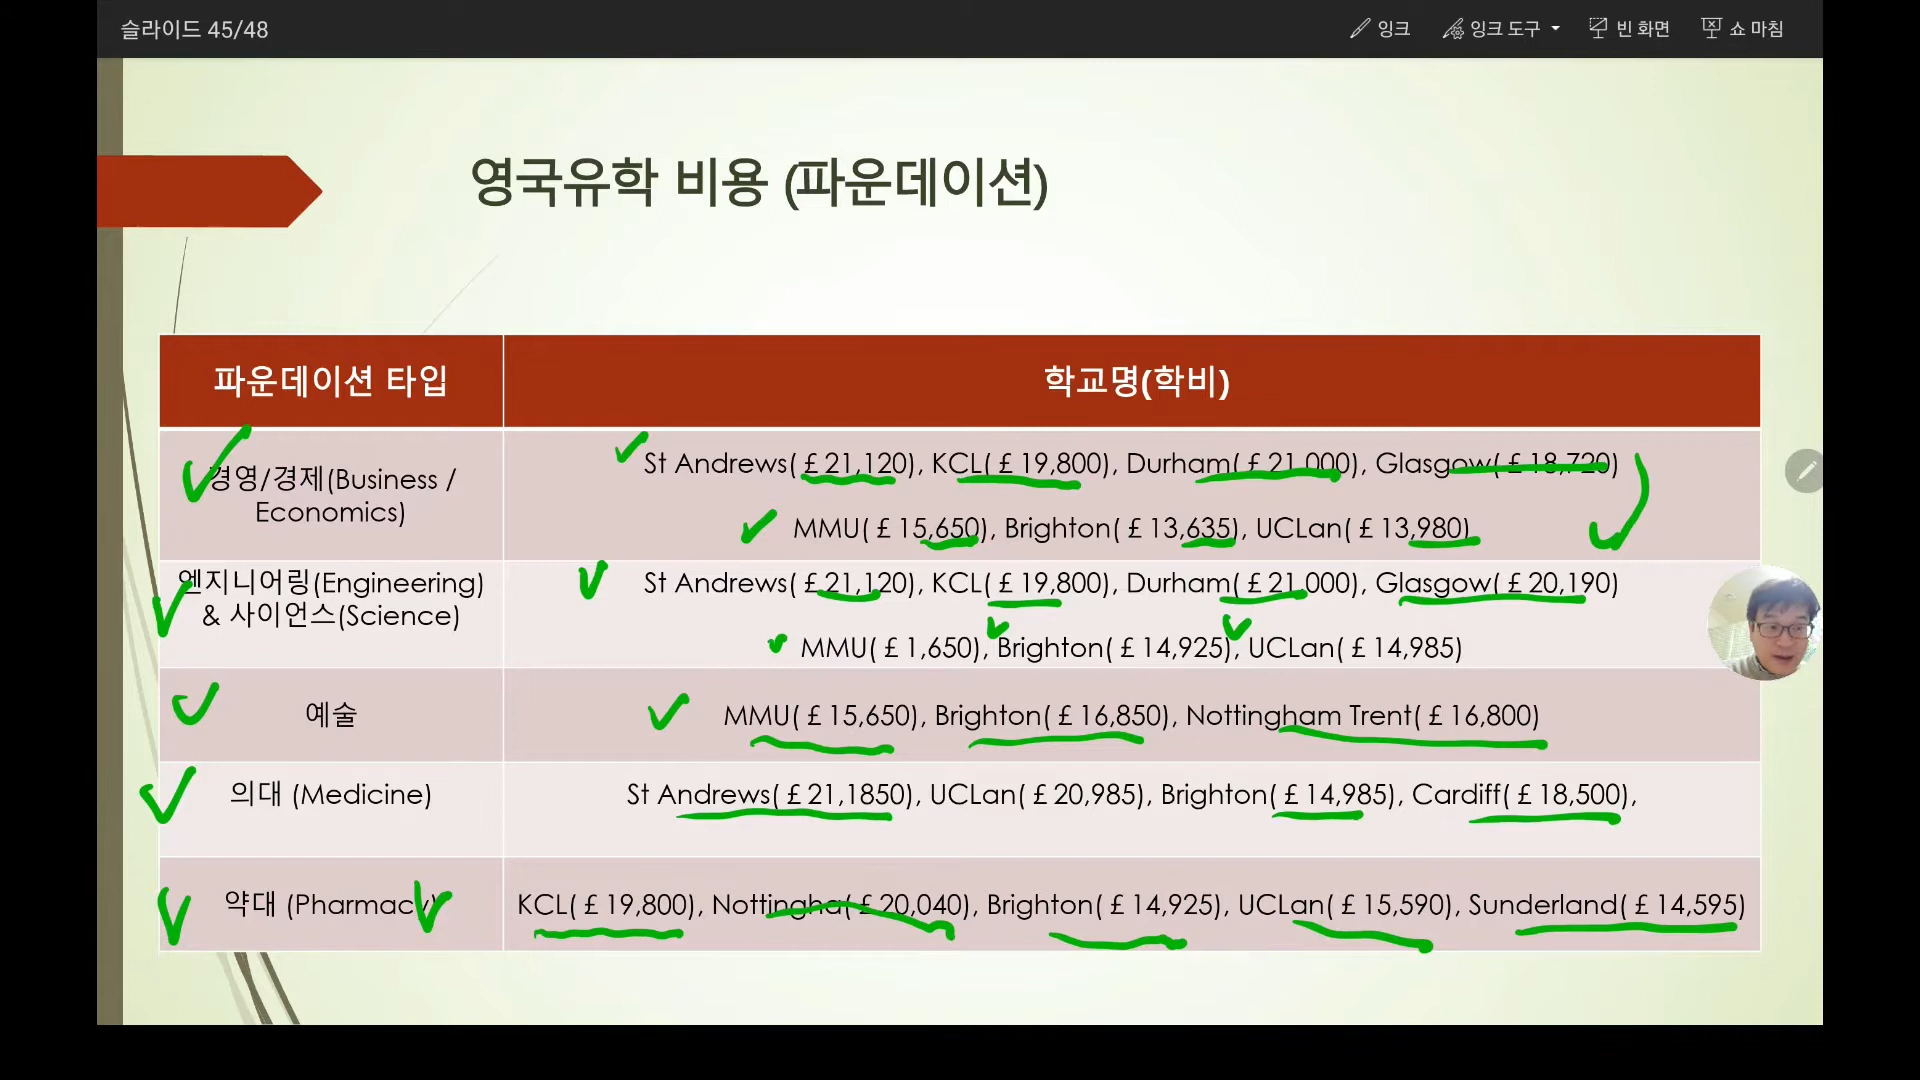 슬라이드 45/48
잉크
잉크 도구
빈 화면
쇼 마침
영국유학 비용 (파운데이션)
파운데이션 타입
학교명(학비)
경영/경제(Business /
Economics)
St Andrews(￡21,120), KCL(￡19,800), Durham(￡21,000), Glasgow(￡18,720)
MMU(￡15,650), Brighton(￡13,635), UCLan(￡13,980)
엔지니어링(Engineering)
& 사이언스(Science)
St Andrews(￡21,120), KCL(￡19,800), Durham(￡21,000), Glasgow(￡20,190)
MMU(￡1,650), Brighton(￡14,925), UCLan(￡14,985)
예술
MMU(￡15,650), Brighton(￡16,850), Nottingham Trent(￡16,800)
의대 (Medicine)
St Andrews(￡21,1850), UCLan(￡20,985), Brighton(￡14,985), Cardiff(￡18,500),
약대 (Pharmacy)
KCL(￡19,800), Nottingha(￡20,040), Brighton(￡14,925), UCLan(￡15,590), Sunderland(￡14,595)